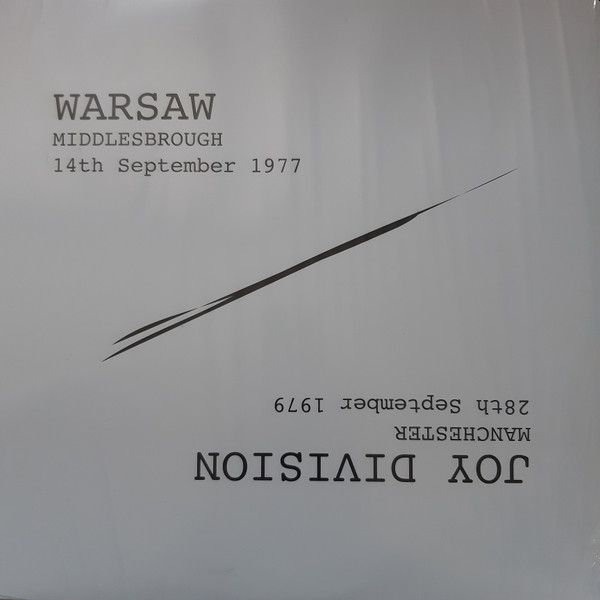 WARSAW
MIDDLESBROUGH
14th September 1977
JOY DIVISION
MANCHESTER
28th September 1979